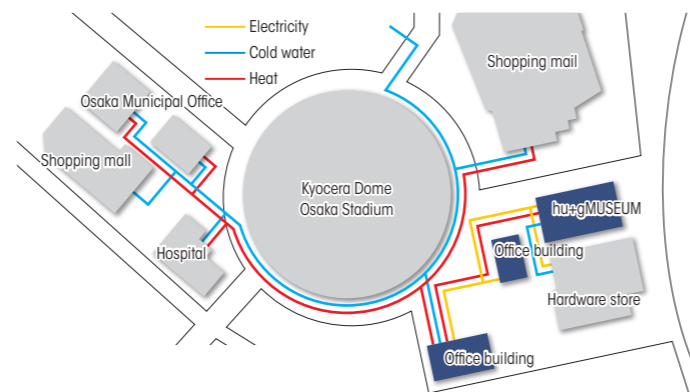 Electricity
Cold water
Heat
Shopping mail
Osaka Municipal Office
Shopping mall
Kyocera Dome
Osaka Stadium
hu+gMUSEUM
Hospital
Office building
Hardware store
Office building